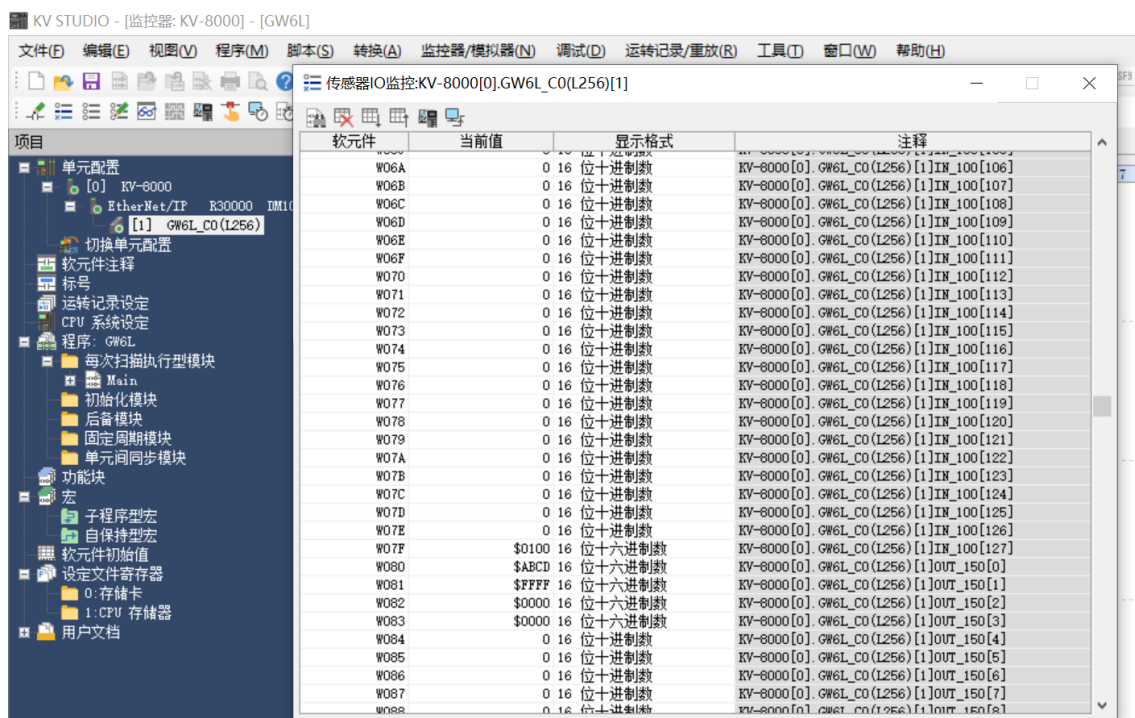 KV STUDIO - [监控器: KV-8000] - [GW6L]
文件(F) 编辑(E) 视图(V) 程序(M) 脚本(S) 转换(A) 监控器/模拟器(N) 调试(D) 运转记录/重放(R) 工具(T) 窗口(W) 帮助(H)
传感器IO监控:KV-8000[0].GW6L_C0(L256)[1]
SF9
项目
单元配置
[0] KV-8000
EtherNet/IP R30000 DM10
[1] GW6L_C0(L256)
切换单元配置
软元件注释
标号
运转记录设定
CPU 系统设定
程序: GW6L
每次扫描执行型模块
Main
初始化模块
后备模块
固定周期模块
单元间同步模块
功能块
宏
子程序型宏
自保持型宏
软元件初始值
设定文件寄存器
0:存储卡
1:CPU 存储器
用户文档
软元件 当前值 显示格式 注释
W06A 0 16 位十进制数 KV-8000[0].GW6L_C0(L256)[1]IN_100[106]
W06B 0 16 位十进制数 KV-8000[0].GW6L_C0(L256)[1]IN_100[107]
W06C 0 16 位十进制数 KV-8000[0].GW6L_C0(L256)[1]IN_100[108]
W06D 0 16 位十进制数 KV-8000[0].GW6L_C0(L256)[1]IN_100[109]
W06E 0 16 位十进制数 KV-8000[0].GW6L_C0(L256)[1]IN_100[110]
W06F 0 16 位十进制数 KV-8000[0].GW6L_C0(L256)[1]IN_100[111]
W070 0 16 位十进制数 KV-8000[0].GW6L_C0(L256)[1]IN_100[112]
W071 0 16 位十进制数 KV-8000[0].GW6L_C0(L256)[1]IN_100[113]
W072 0 16 位十进制数 KV-8000[0].GW6L_C0(L256)[1]IN_100[114]
W073 0 16 位十进制数 KV-8000[0].GW6L_C0(L256)[1]IN_100[115]
W074 0 16 位十进制数 KV-8000[0].GW6L_C0(L256)[1]IN_100[116]
W075 0 16 位十进制数 KV-8000[0].GW6L_C0(L256)[1]IN_100[117]
W076 0 16 位十进制数 KV-8000[0].GW6L_C0(L256)[1]IN_100[118]
W077 0 16 位十进制数 KV-8000[0].GW6L_C0(L256)[1]IN_100[119]
W078 0 16 位十进制数 KV-8000[0].GW6L_C0(L256)[1]IN_100[120]
W079 0 16 位十进制数 KV-8000[0].GW6L_C0(L256)[1]IN_100[121]
W07A 0 16 位十进制数 KV-8000[0].GW6L_C0(L256)[1]IN_100[122]
W07B 0 16 位十进制数 KV-8000[0].GW6L_C0(L256)[1]IN_100[123]
W07C 0 16 位十进制数 KV-8000[0].GW6L_C0(L256)[1]IN_100[124]
W07D 0 16 位十进制数 KV-8000[0].GW6L_C0(L256)[1]IN_100[125]
W07E 0 16 位十进制数 KV-8000[0].GW6L_C0(L256)[1]IN_100[126]
W07F $0100 16 位十六进制数 KV-8000[0].GW6L_C0(L256)[1]IN_100[127]
W080 $ABCD 16 位十六进制数 KV-8000[0].GW6L_C0(L256)[1]OUT_150[0]
W081 $FFFF 16 位十六进制数 KV-8000[0].GW6L_C0(L256)[1]OUT_150[1]
W082 $0000 16 位十六进制数 KV-8000[0].GW6L_C0(L256)[1]OUT_150[2]
W083 $0000 16 位十六进制数 KV-8000[0].GW6L_C0(L256)[1]OUT_150[3]
W084 0 16 位十进制数 KV-8000[0].GW6L_C0(L256)[1]OUT_150[4]
W085 0 16 位十进制数 KV-8000[0].GW6L_C0(L256)[1]OUT_150[5]
W086 0 16 位十进制数 KV-8000[0].GW6L_C0(L256)[1]OUT_150[6]
W087 0 16 位十进制数 KV-8000[0].GW6L_C0(L256)[1]OUT_150[7]
W088 0 16 位十进制数 KV-8000[0].GW6L_C0(L256)[1]OUT_150[8]
7